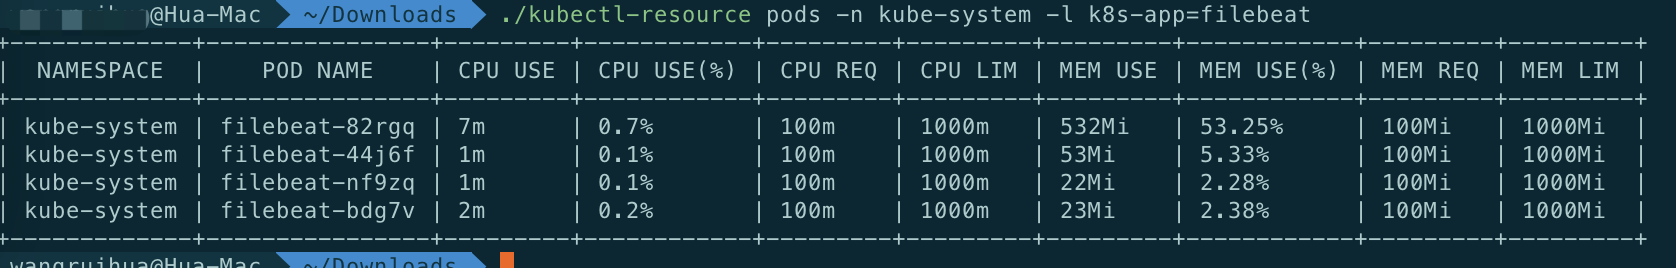 @Hua-Mac ~/Downloads ./kubectl-resource pods -n kube-system -l k8s-app=filebeat
NAMESPACE | POD NAME | CPU USE | CPU USE(%) | CPU REQ | CPU LIM | MEM USE | MEM USE(%) | MEM REQ | MEM LIM
kube-system | filebeat-82rgq | 7m | 0.7% | 100m | 1000m | 532Mi | 53.25% | 100Mi | 1000Mi
kube-system | filebeat-44j6f | 1m | 0.1% | 100m | 1000m | 53Mi | 5.33% | 100Mi | 1000Mi
kube-system | filebeat-nf9zq | 1m | 0.1% | 100m | 1000m | 22Mi | 2.28% | 100Mi | 1000Mi
kube-system | filebeat-bdg7v | 2m | 0.2% | 100m | 1000m | 23Mi | 2.38% | 100Mi | 1000Mi
wangruihua@Hua-Mac ~/Downloads